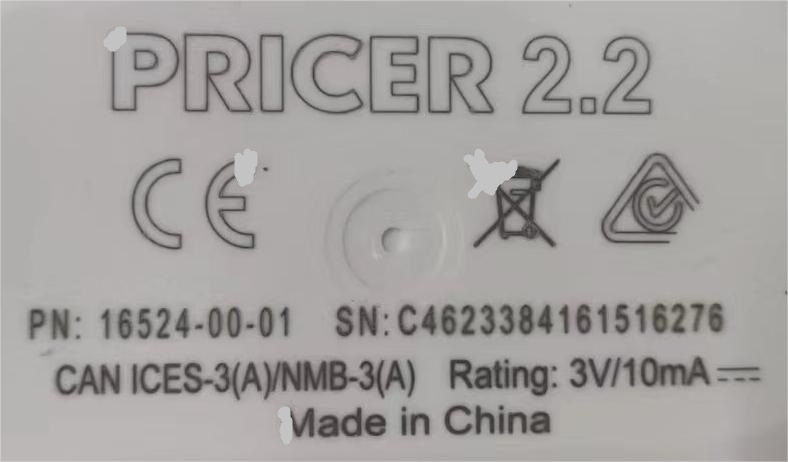 PRICER 2.2
CE
PN: 16524-00-01 SN:C4623384161516276
CAN ICES-3(A)/NMB-3(A) Rating: 3V/10mA
Made in China